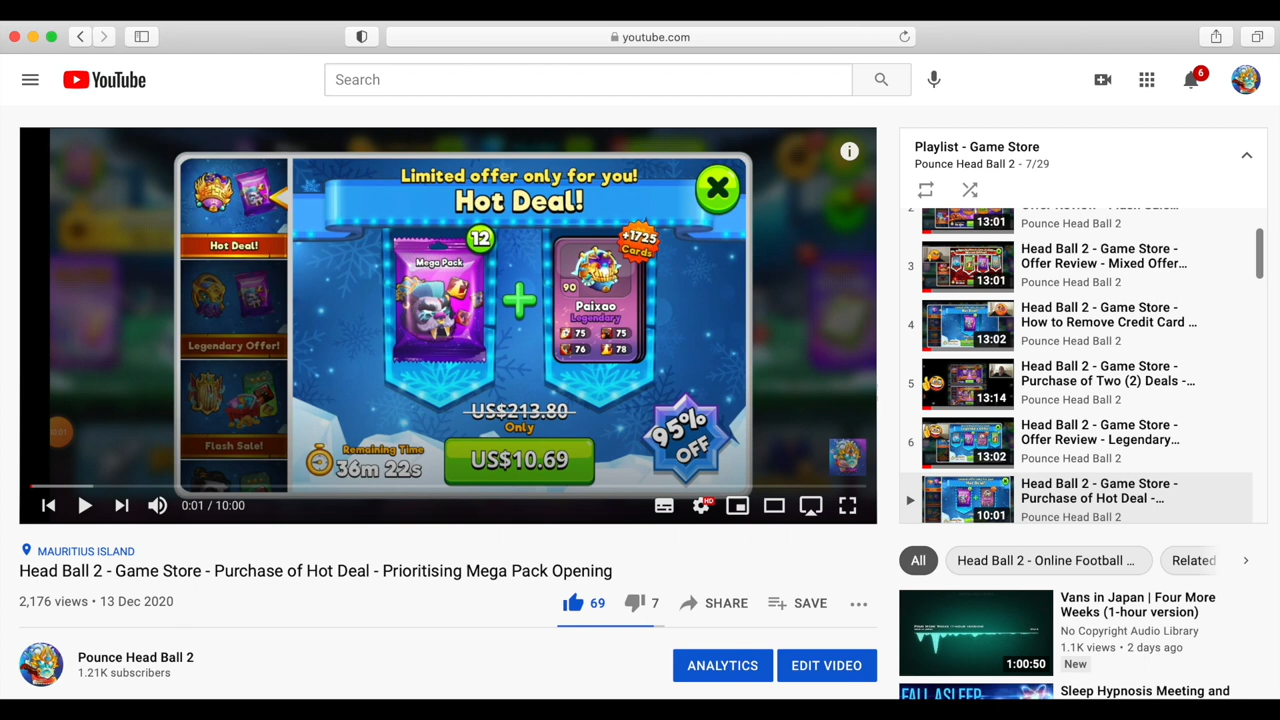 youtube.com
YouTube
Search
6
Limited offer only for you!
Hot Deal!
Hot Deal!
Legendary Offer!
Flash Sale!
Mega Pack
12
+1725
Cards
90
Paixao
Legendary
75
75
76
78
US$213.80
Only
US$10.69
95%
OFF
Remaining Time
36m 22s
0:01 / 10:00
HD
MAURITIUS ISLAND
Head Ball 2 - Game Store - Purchase of Hot Deal - Prioritising Mega Pack Opening
2,176 views • 13 Dec 2020
69
7
SHARE
SAVE
Pounce Head Ball 2
1.21K subscribers
ANALYTICS
EDIT VIDEO
Playlist - Game Store
Pounce Head Ball 2 - 7/29
2
13:01
Pounce Head Ball 2
3
13:01
Head Ball 2 - Game Store -
Offer Review - Mixed Offer...
Pounce Head Ball 2
4
13:02
Head Ball 2 - Game Store -
How to Remove Credit Card ...
Pounce Head Ball 2
5
13:14
Head Ball 2 - Game Store -
Purchase of Two (2) Deals -...
Pounce Head Ball 2
6
13:02
Head Ball 2 - Game Store -
Offer Review - Legendary...
Pounce Head Ball 2
10:01
Head Ball 2 - Game Store -
Purchase of Hot Deal -...
Pounce Head Ball 2
All
Head Ball 2 - Online Football ...
Related
1:00:50
Vans in Japan | Four More
Weeks (1-hour version)
No Copyright Audio Library
1.1K views • 2 days ago
New
FALL ASLEEP
Sleep Hypnosis Meeting and